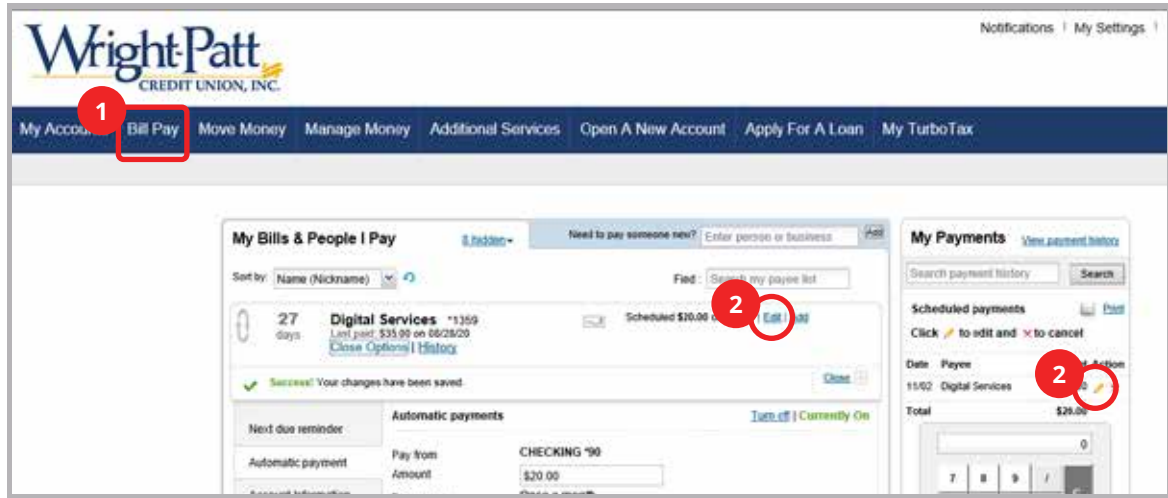 Notifications | My Settings |
Wright-Patt
CREDIT UNION, INC.
1
My Accou Bill Pay Move Money Manage Money Additional Services Open A New Account Apply For A Loan My TurboTax
My Bills & People I Pay 8 hidden Need to pay someone new? Enter person or business Add
Sort by: Name (Nickname) Find: Search my payee list
2
27 Digital Services *1359 Scheduled $20.00 | Edit | Add
days Last paid: $35.00 on 08/28/20
Close Options | History
Success! Your changes have been saved. Close
Automatic payments Turn off | Currently On
Next due reminder
Pay from CHECKING *90
Automatic payment
Amount $20.00
My Payments View payment history
Search payment history Search
Scheduled payments Print
Click to edit and × to cancel
Date Payee Action
2
11/02 Digital Services
Total $20.00
0
7 8 9 /